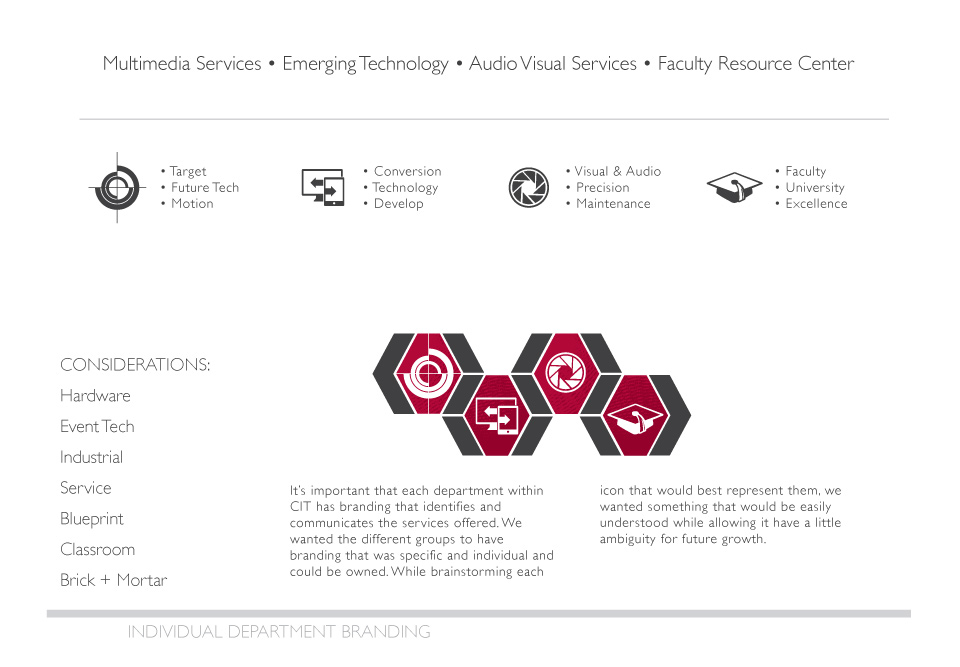 Multimedia Services • Emerging Technology • Audio Visual Services • Faculty Resource Center
• Target
• Future Tech
• Motion
• Conversion
• Technology
• Develop
• Visual & Audio
• Precision
• Maintenance
• Faculty
• University
• Excellence
CONSIDERATIONS:
Hardware
Event Tech
Industrial
Service
Blueprint
Classroom
Brick + Mortar
It's important that each department within
CIT has branding that identifies and
communicates the services offered. We
wanted the different groups to have
branding that was specific and individual and
could be owned. While brainstorming each
icon that would best represent them, we
wanted something that would be easily
understood while allowing it have a little
ambiguity for future growth.
INDIVIDUAL DEPARTMENT BRANDING